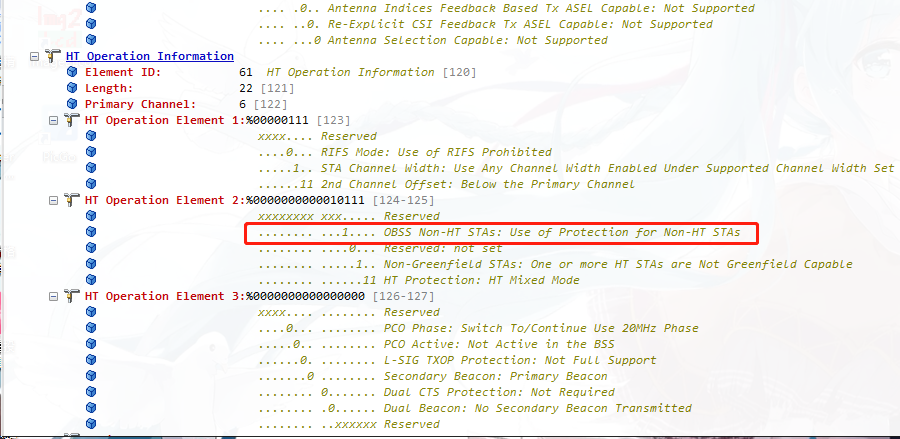 .... .0.. Antenna Indices Feedback Based Tx ASEL Capable: Not Supported
.... ..0. Re-Explicit CSI Feedback Tx ASEL Capable: Not Supported
.... ...0 Antenna Selection Capable: Not Supported
HT Operation Information
Element ID: 61 HT Operation Information [120]
Length: 22 [121]
Primary Channel: 6 [122]
HT Operation Element 1:%00000111 [123]
xxxx.... Reserved
....0... RIFS Mode: Use of RIFS Prohibited
.....1.. STA Channel Width: Use Any Channel Width Enabled Under Supported Channel Width Set
......11 2nd Channel Offset: Below the Primary Channel
HT Operation Element 2:%0000000000010111 [124-125]
xxxxxxxx xxx..... Reserved
........ ...1.... OBSS Non-HT STAs: Use of Protection for Non-HT STAs
........ ....0... Reserved: not set
........ .....1.. Non-Greenfield STAs: One or more HT STAs are Not Greenfield Capable
........ ......11 HT Protection: HT Mixed Mode
HT Operation Element 3:%0000000000000000 [126-127]
xxxx.... ........ Reserved
....0... ........ PCO Phase: Switch To/Continue Use 20MHz Phase
.....0.. ........ PCO Active: Not Active in the BSS
......0. ........ L-SIG TXOP Protection: Not Full Support
.......0 ........ Secondary Beacon: Primary Beacon
........ 0....... Dual CTS Protection: Not Required
........ .0...... Dual Beacon: No Secondary Beacon Transmitted
........ ..xxxxxx Reserved